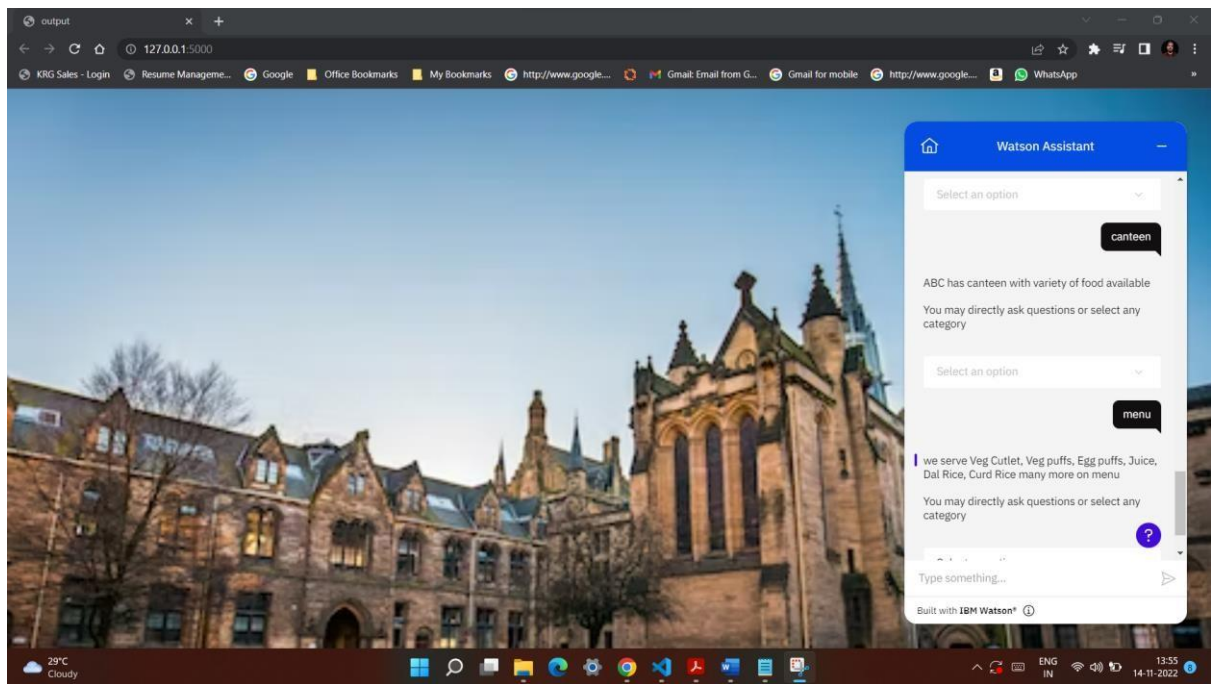 output
127.0.0.1:5000
KRG Sales - Login Resume Manageme... Google Office Bookmarks My Bookmarks http://www.google.... Gmail: Email from G... Gmail for mobile http://www.google.... WhatsApp »
Watson Assistant
Select an option
canteen
ABC has canteen with variety of food available
You may directly ask questions or select any
category
Select an option
menu
we serve Veg Cutlet, Veg puffs, Egg puffs, Juice,
Dal Rice, Curd Rice many more on menu
You may directly ask questions or select any
category
?
Type something...
Built with IBM Watson®
29°C
Cloudy
ENG
IN
13:55
14-11-2022